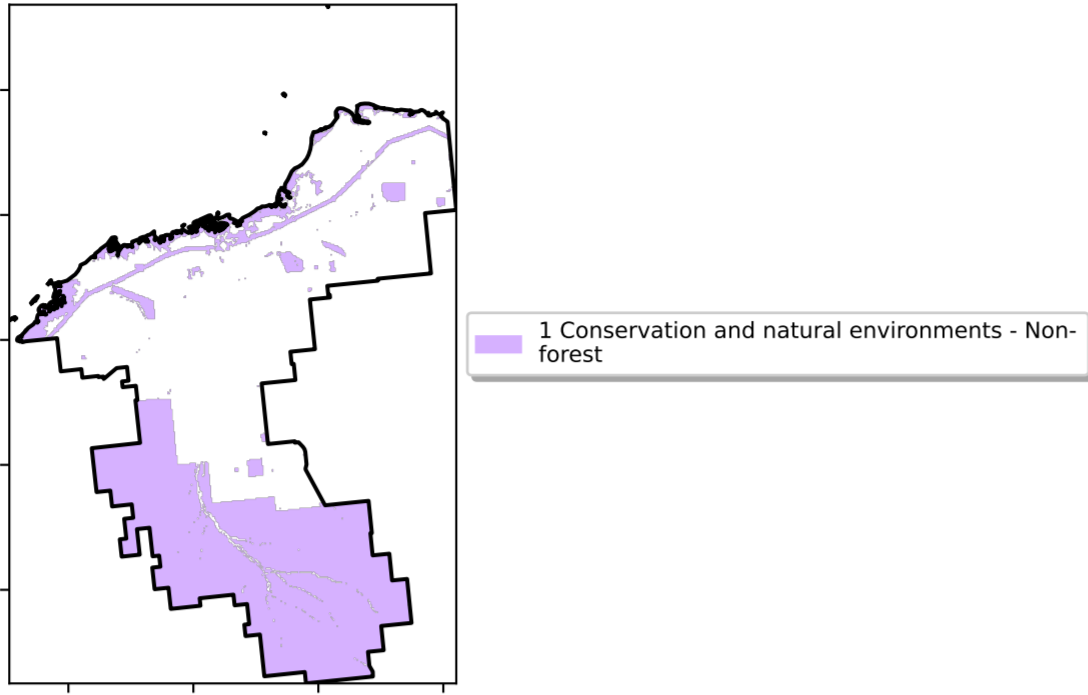 1 Conservation and natural environments - Non-
forest